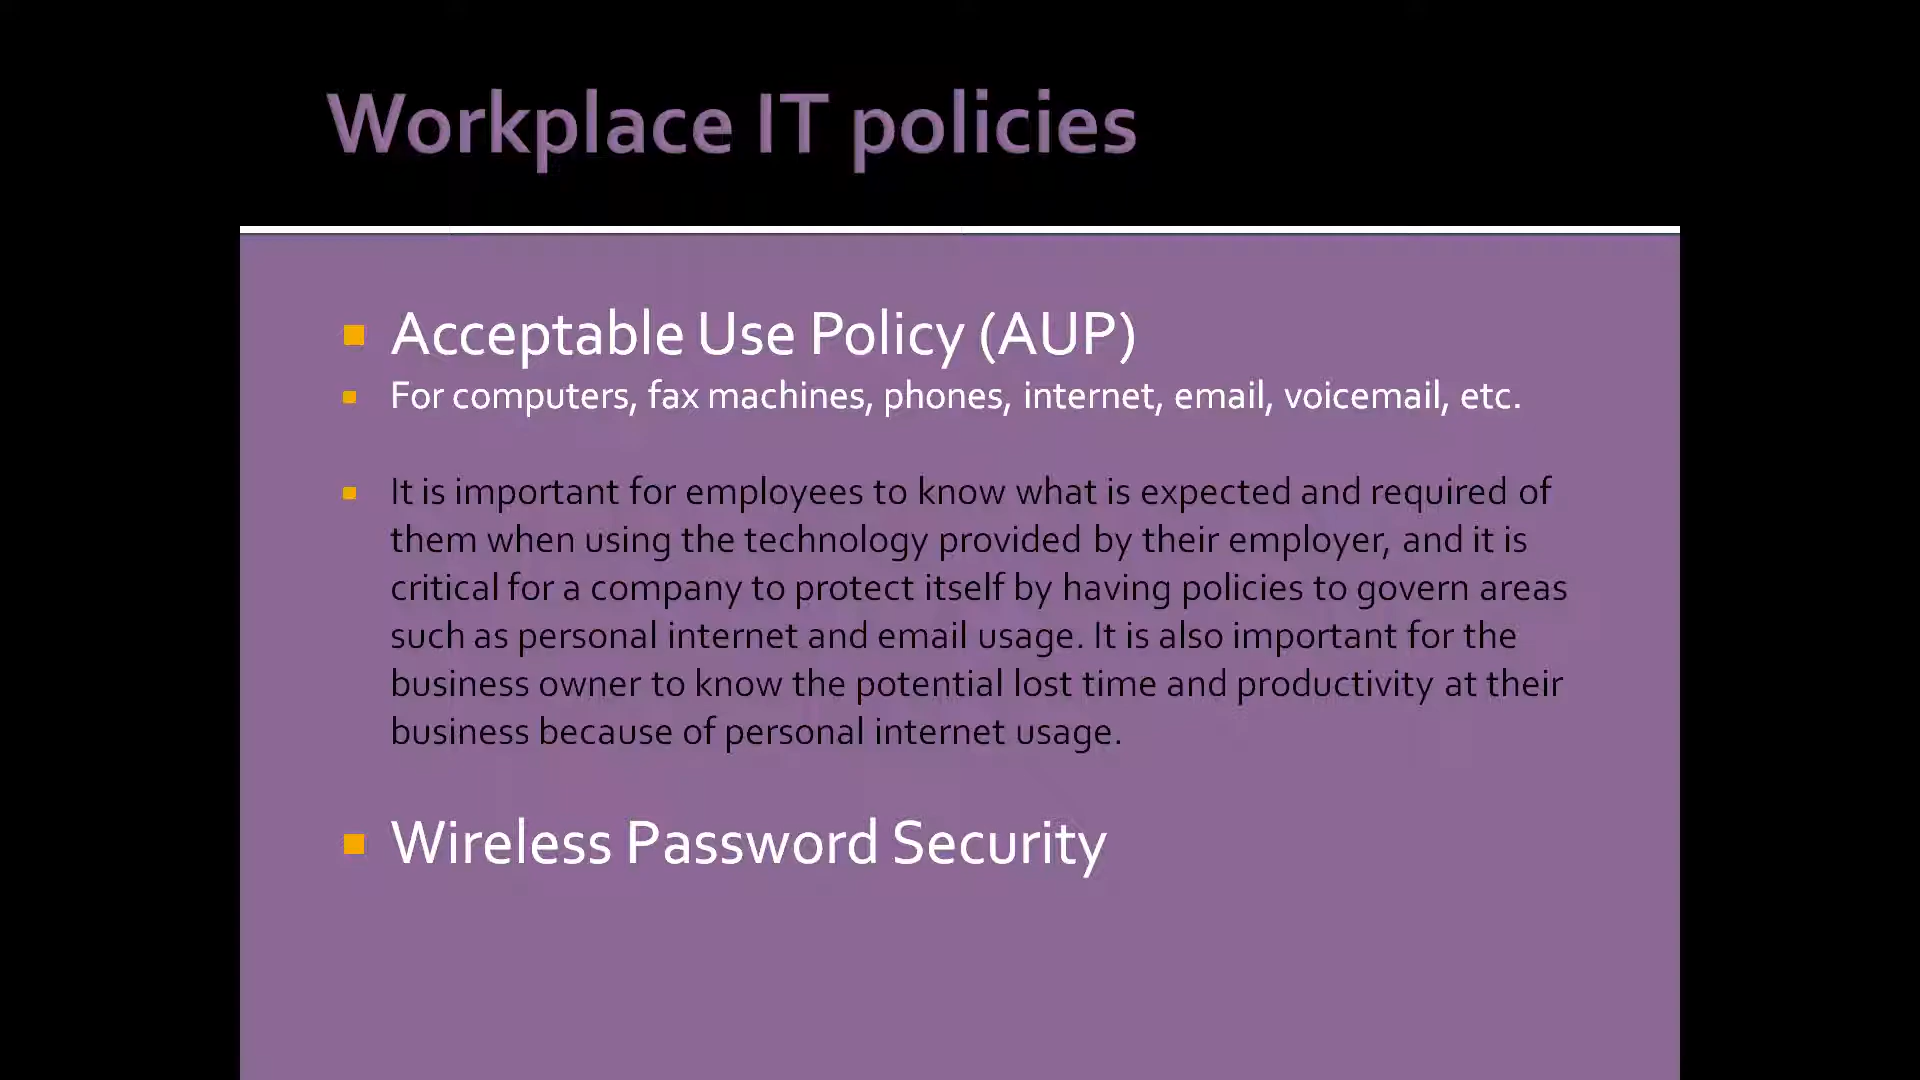 Workplace IT policies
Acceptable Use Policy (AUP)
For computers, fax machines, phones, internet, email, voicemail, etc.
It is important for employees to know what is expected and required of
them when using the technology provided by their employer, and it is
critical for a company to protect itself by having policies to govern areas
such as personal internet and email usage. It is also important for the
business owner to know the potential lost time and productivity at their
business because of personal internet usage.
Wireless Password Security